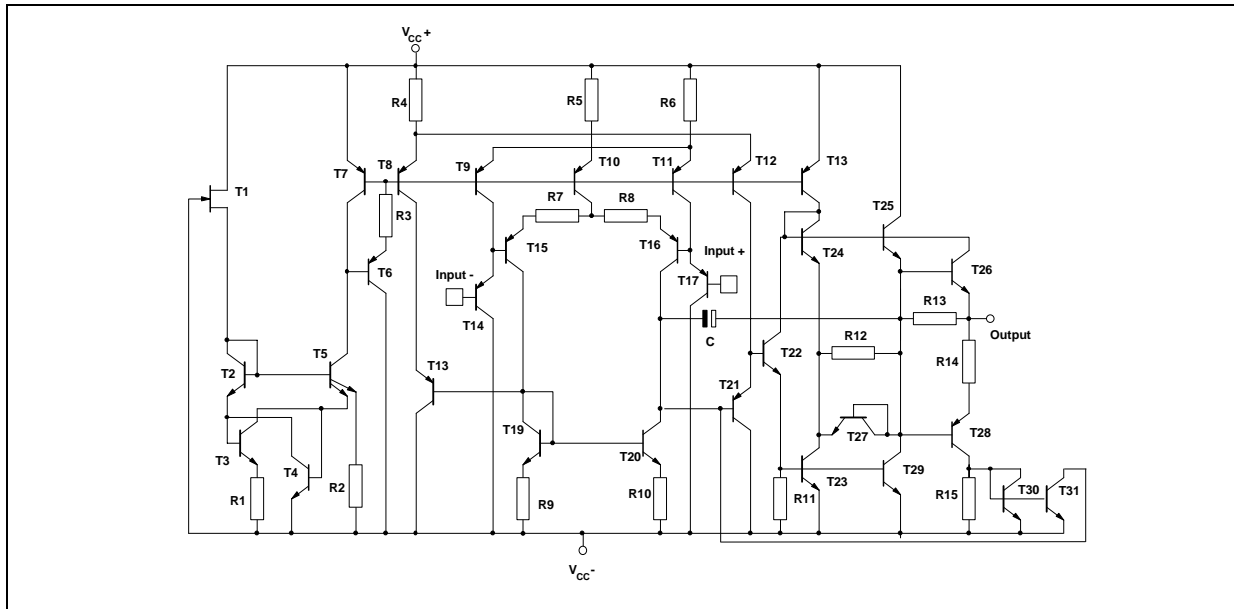 VCC+
R4
R5
R6
T8
T9
T10
T11
T12
T13
T7
T1
R3
R7
R8
T25
T15
T16
Input +
T24
T26
T6
Input -
T17
R13
Output
T14
C
T22
R12
R14
T2
T5
T13
T21
T19
T27
T28
T3
T4
R2
T20
T29
R1
R9
R10
R11
T23
R15
T30
T31
VCC-